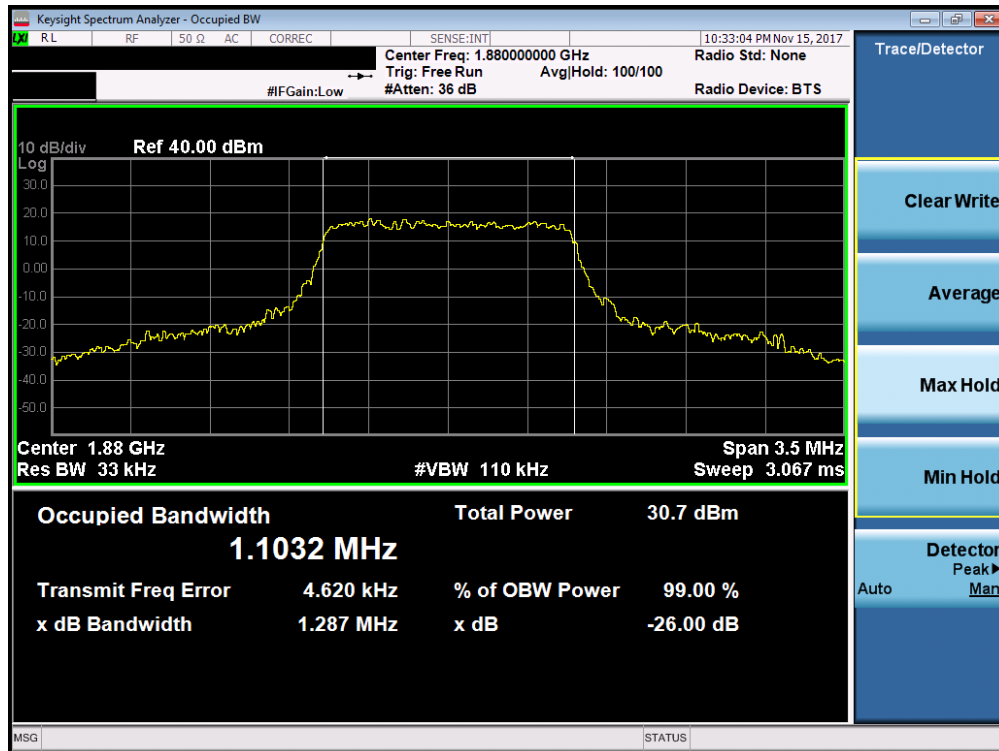 Keysight Spectrum Analyzer - Occupied BW
LXI RL RF 50 Ω AC CORREC SENSE:INT 10:33:04 PM Nov 15, 2017
Center Freq: 1.880000000 GHz Radio Std: None
Trig: Free Run Avg|Hold: 100/100
#IFGain:Low #Atten: 36 dB Radio Device: BTS
10 dB/div Ref 40.00 dBm
Log
30.0
20.0
10.0
0.00
-10.0
-20.0
-30.0
-40.0
-50.0
Center 1.88 GHz Span 3.5 MHz
Res BW 33 kHz #VBW 110 kHz Sweep 3.067 ms
Occupied Bandwidth Total Power 30.7 dBm
1.1032 MHz
Transmit Freq Error 4.620 kHz % of OBW Power 99.00 %
x dB Bandwidth 1.287 MHz x dB -26.00 dB
MSG STATUS
Trace/Detector
Clear Write
Average
Max Hold
Min Hold
Detector
Peak▶
Auto Man